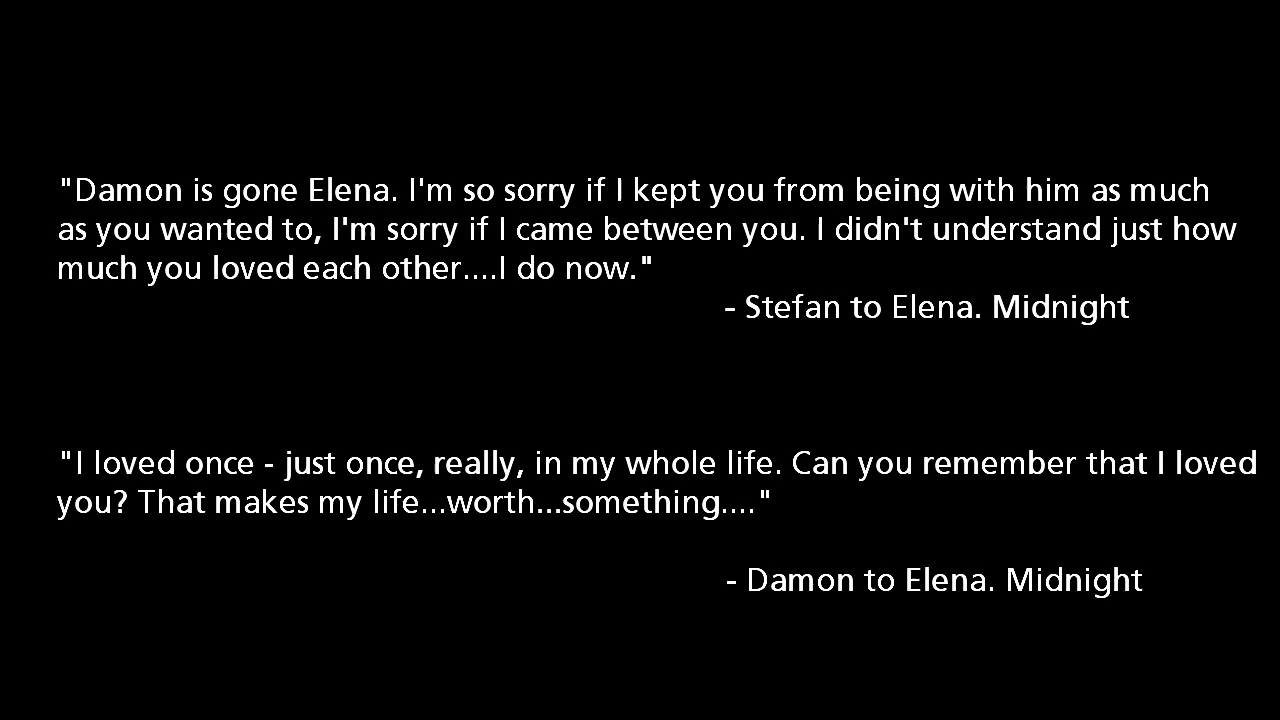 "Damon is gone Elena. I'm so sorry if I kept you from being with him as much
as you wanted to, I'm sorry if I came between you. I didn't understand just how
much you loved each other....I do now."
- Stefan to Elena. Midnight
"I loved once - just once, really, in my whole life. Can you remember that I loved
you? That makes my life...worth...something...."
- Damon to Elena. Midnight